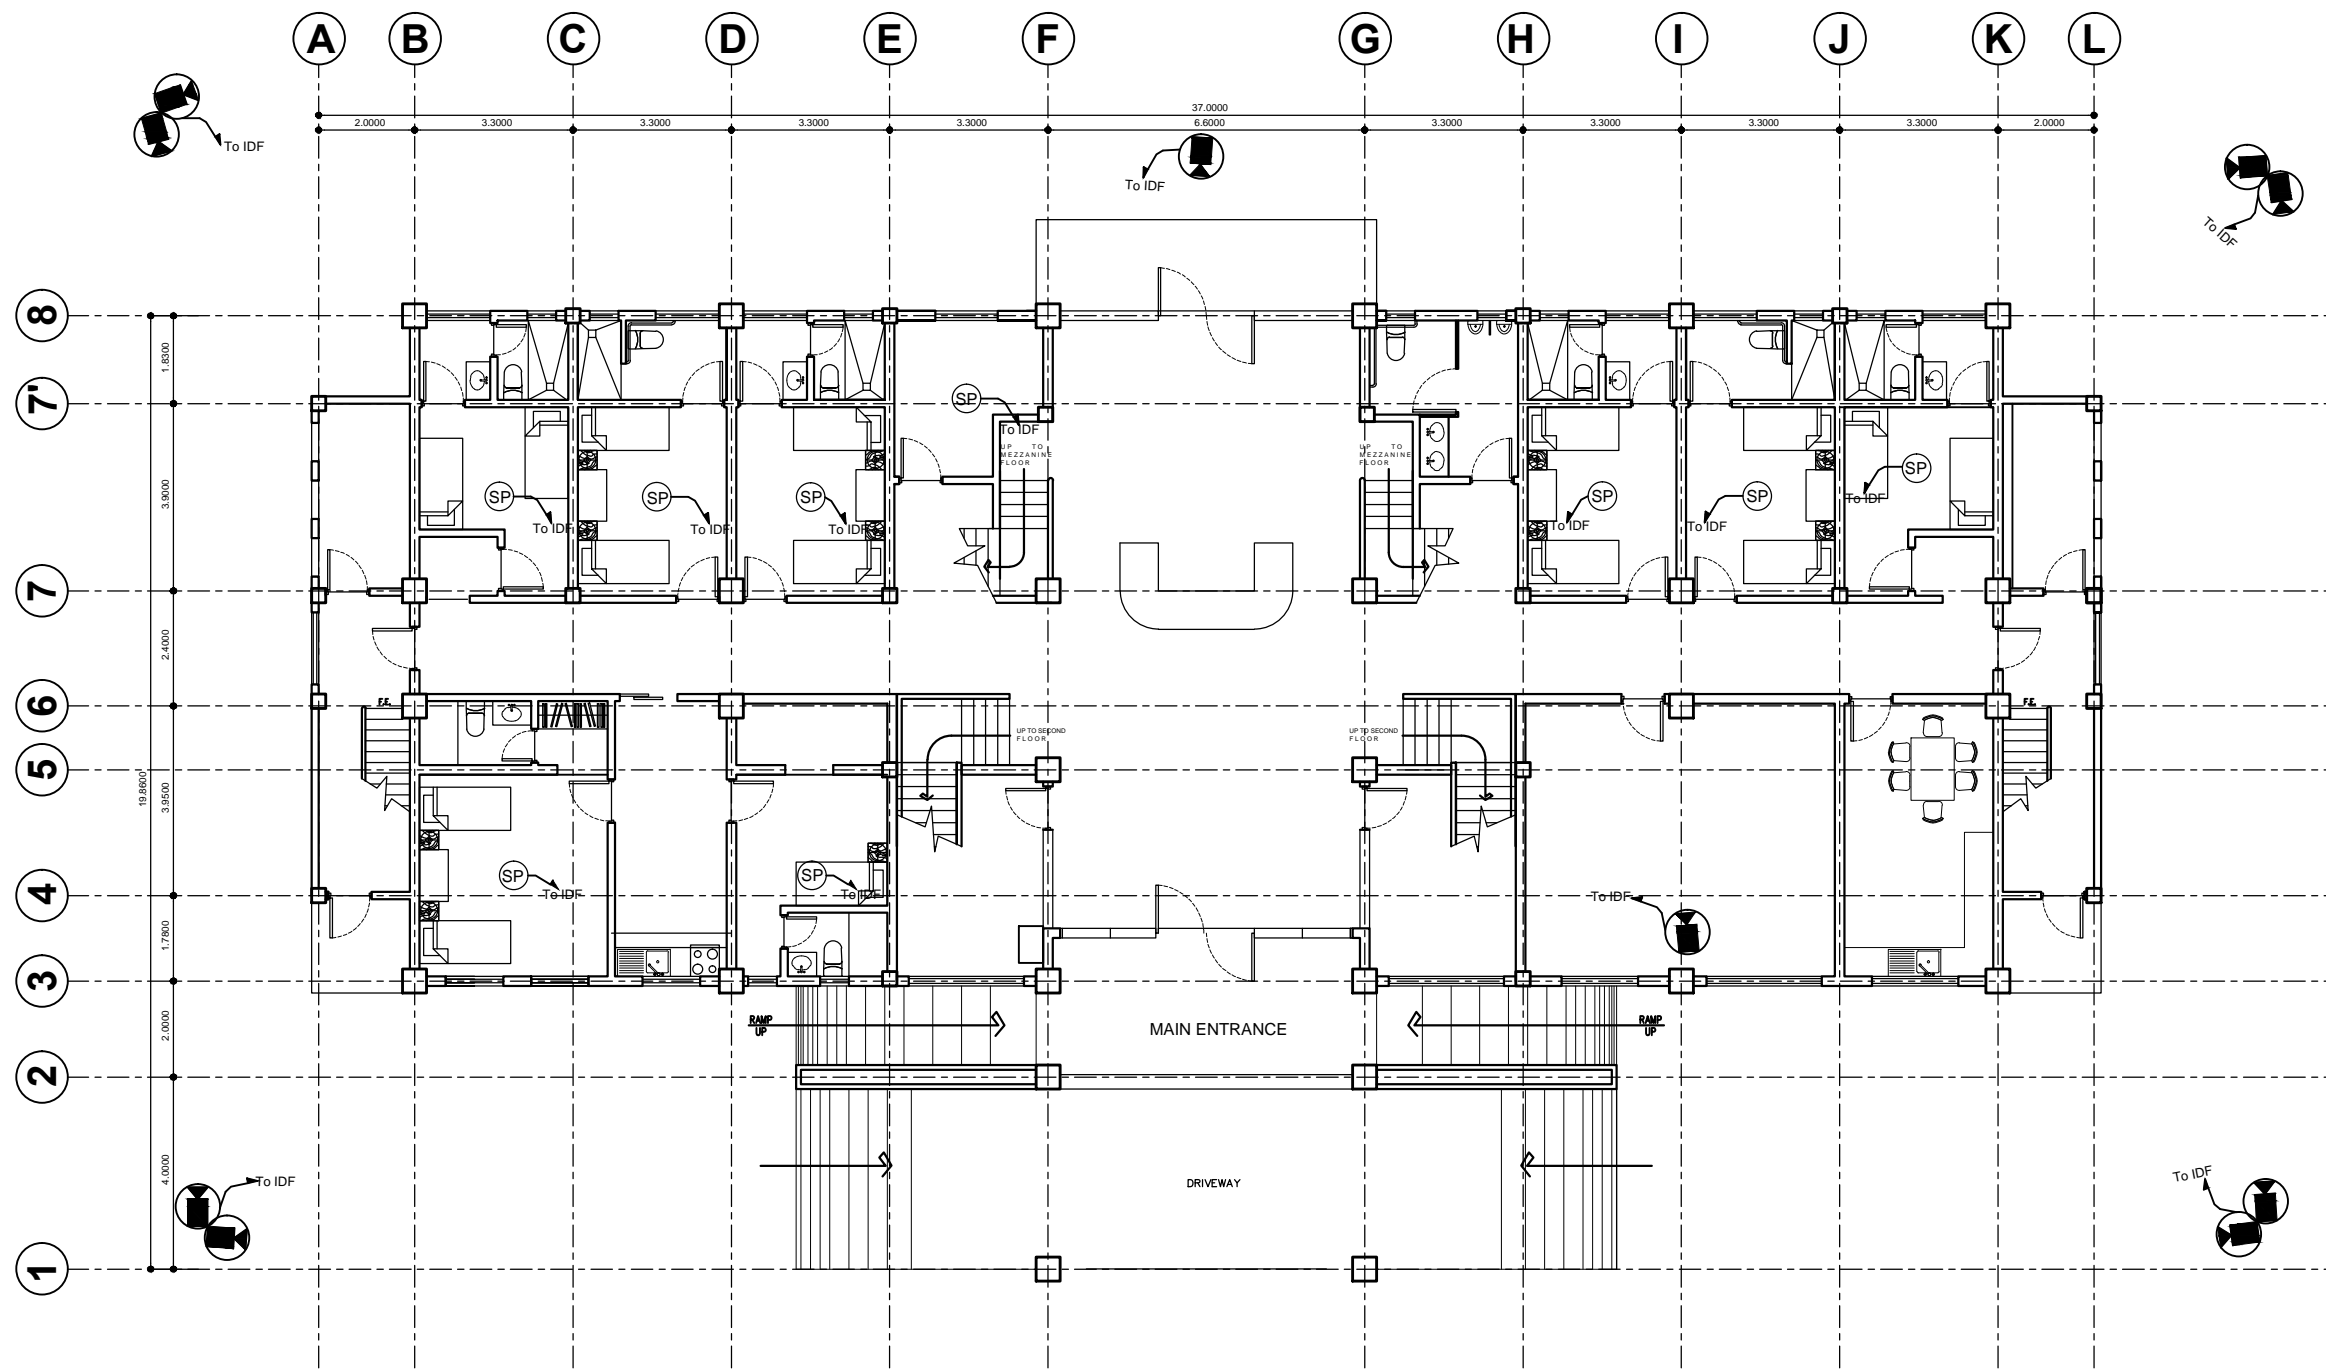 A B C D E F G H I J K L
37.0000
2.0000 3.3000 3.3000 3.3000 3.3000 6.6000 3.3000 3.3000 3.3000 3.3000 2.0000
To IDF
To IDF
To IDF
8
1.8300
7'
SP
To IDF
UP TO
MEZZANINE
FLOOR
UP TO
MEZZANINE
FLOOR
3.9000
SP
To IDF
SP
To IDF
SP
To IDF
SP
To IDF
SP
To IDF
SP
To IDF
7
2.4000
6
F.E.
F.E.
UP TO SECOND
FLOOR
UP TO SECOND
FLOOR
5
19.8600
3.9500
SP
To IDF
SP
To IDF
To IDF
4
1.7800
3
RAMP
UP
MAIN ENTRANCE
RAMP
UP
2.0000
2
4.0000
To IDF
DRIVEWAY
To IDF
1